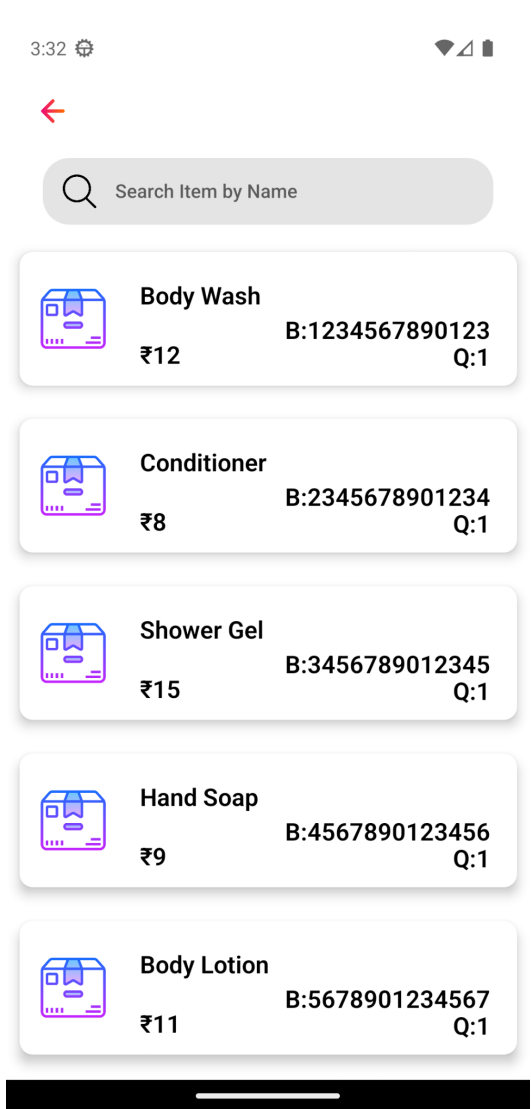 3:32
Search Item by Name
Body Wash
B:1234567890123
₹12
Q:1
Conditioner
B:2345678901234
₹8
Q:1
Shower Gel
B:3456789012345
₹15
Q:1
Hand Soap
B:4567890123456
₹9
Q:1
Body Lotion
B:5678901234567
₹11
Q:1